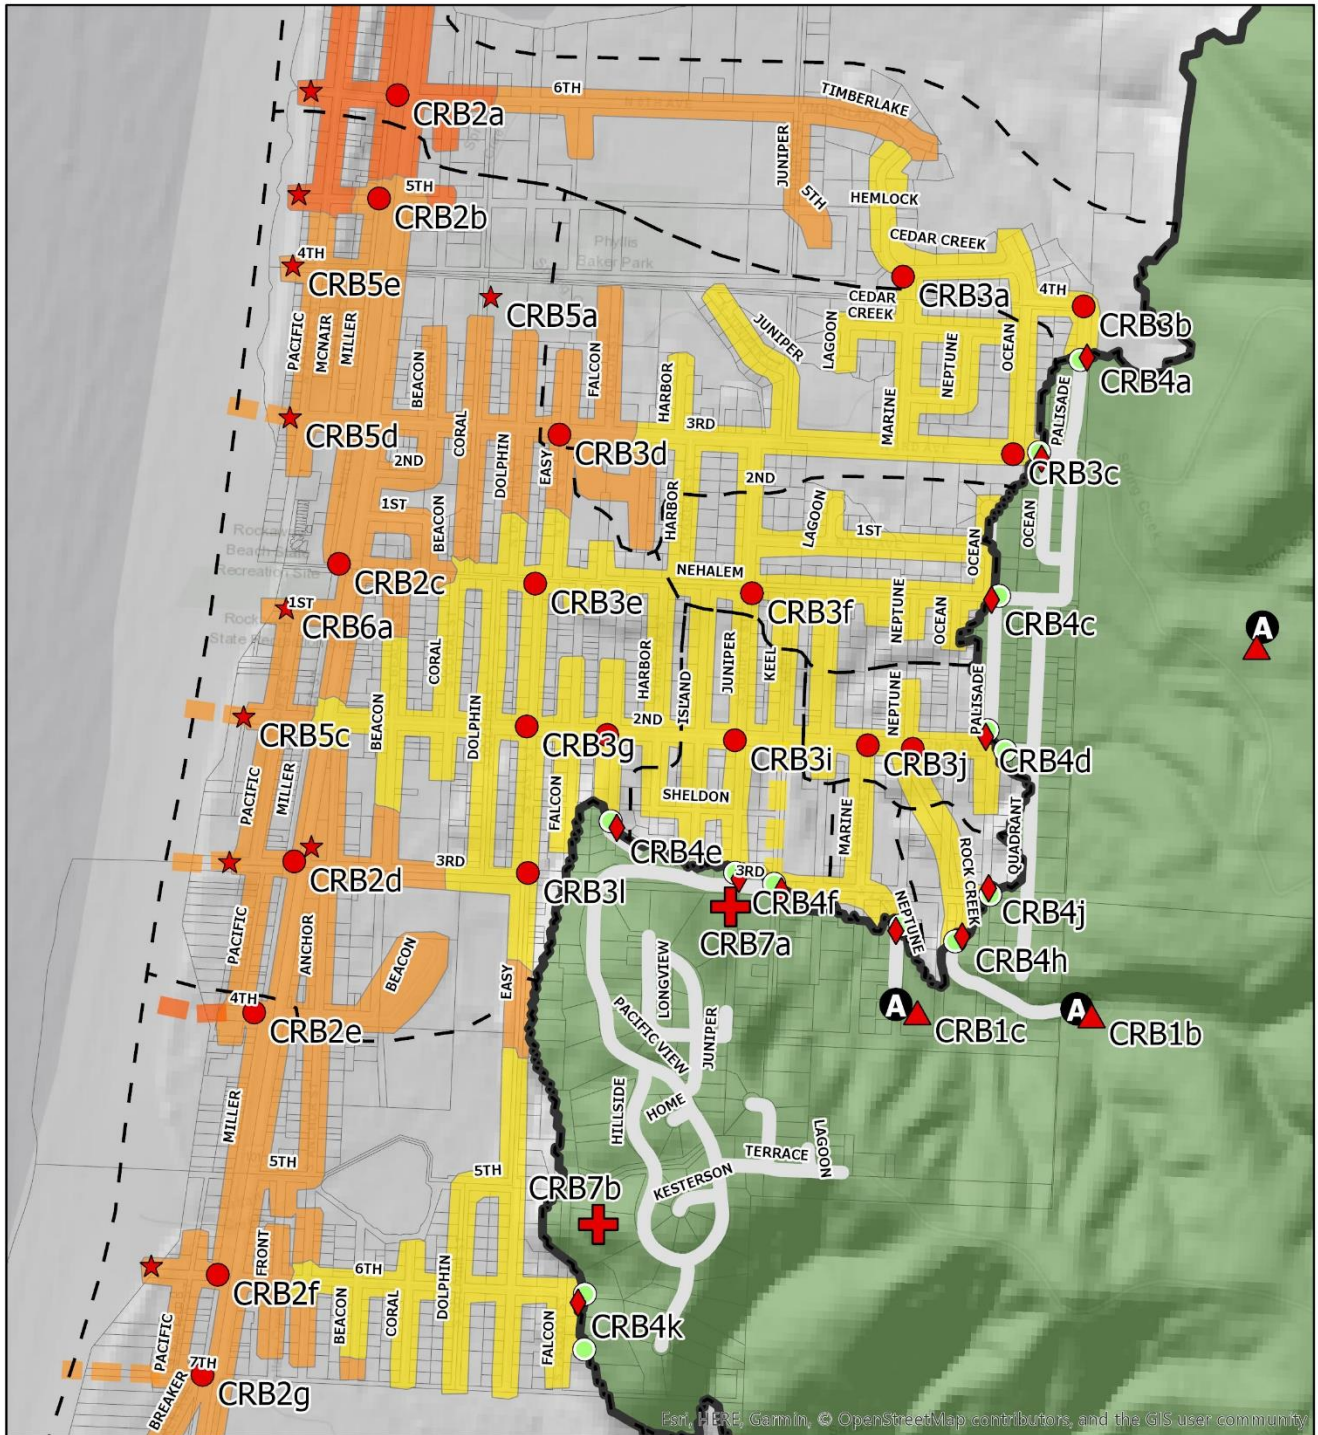 6TH
TIMBERLAKE
CRB2a
JUNIPER
5TH
5TH
HEMLOCK
CRB2b
CEDAR CREEK
Phyllis
Baker Park
4TH
CRB5e
CRB5a
CRB3a
CEDAR
CREEK
4TH
CRB3b
PACIFIC
MCNAIR
MILLER
BEACON
FALCON
JUNIPER
LAGOON
NEPTUNE
OCEAN
CRB4a
HARBOR
MARINE
PALISADE
CRB5d
CORAL
3RD
CRB3d
2ND
DOLPHIN
EASY
CRB3c
2ND
1ST
BEACON
HARBOR
LAGOON
1ST
OCEAN
OCEAN
Beach State
Recreation Site
CRB2c
NEHALEM
CRB3e
CRB3f
1ST
CRB6a
NEPTUNE
OCEAN
CRB4c
A
CORAL
HARBOR
JUNIPER
KEEL
ISLAND
NEPTUNE
PALISADE
BEACON
DOLPHIN
2ND
CRB5c
CRB3g
CRB3i
CRB3j
CRB4d
PACIFIC
MILLER
FALCON
SHELDON
MARINE
QUADRANT
CRB4e
3RD
CRB2d
CRB3l
3RD
CRB4f
ROCK CREEK
CRB4j
CRB7a
NEPTUNE
CRB4h
PACIFIC
ANCHOR
BEACON
EASY
LONGVIEW
4TH
CRB2e
A
CRB1c
A
CRB1b
PACIFIC VIEW
JUNIPER
MILLER
HILLSIDE
HOME
TERRACE
LAGOON
5TH
5TH
CRB7b
KESTERSON
FRONT
6TH
CRB2f
BEACON
CORAL
DOLPHIN
FALCON
CRB4k
PACIFIC
7TH
CRB2g
BREAKER
Esri, HERE, Garmin, © OpenStreetMap contributors, and the GIS user community